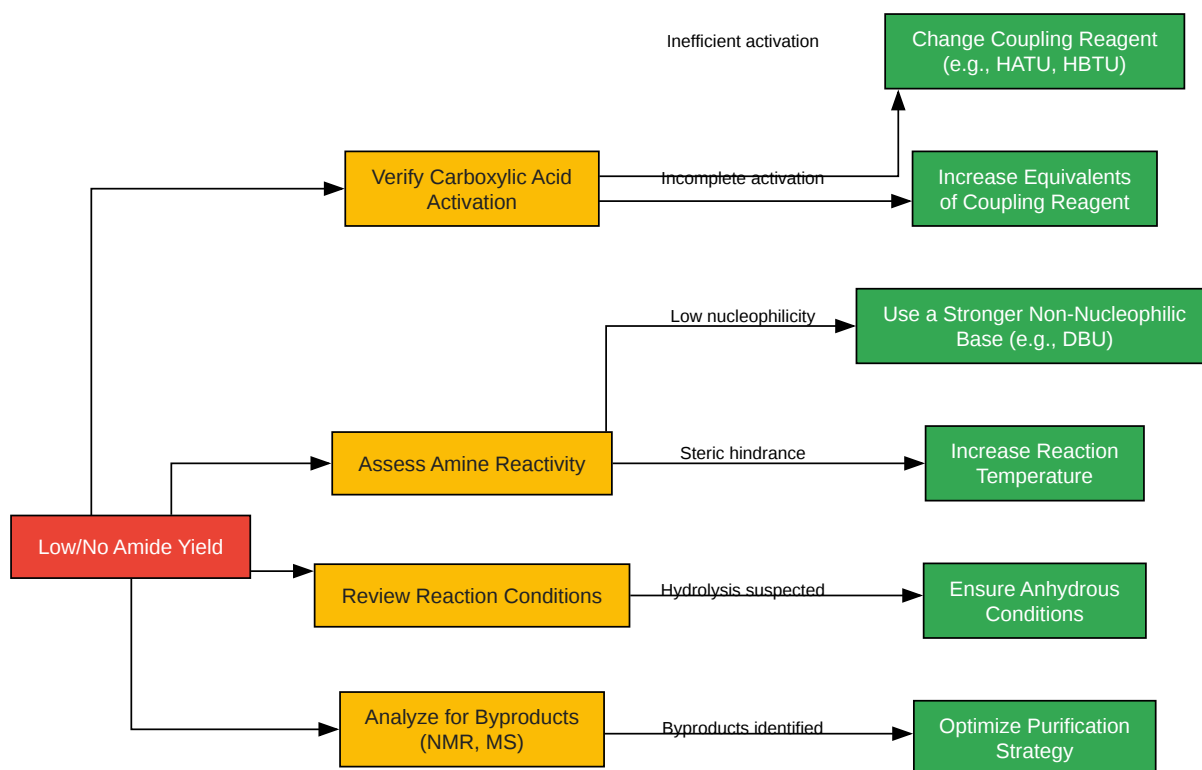 Inefficient activation
Change Coupling Reagent
(e.g., HATU, HBTU)
Verify Carboxylic Acid
Activation
Incomplete activation
Increase Equivalents
of Coupling Reagent
Low nucleophilicity
Use a Stronger Non-Nucleophilic
Base (e.g., DBU)
Assess Amine Reactivity
Steric hindrance
Increase Reaction
Temperature
Low/No Amide Yield
Review Reaction Conditions
Hydrolysis suspected
Ensure Anhydrous
Conditions
Analyze for Byproducts
(NMR, MS)
Byproducts identified
Optimize Purification
Strategy